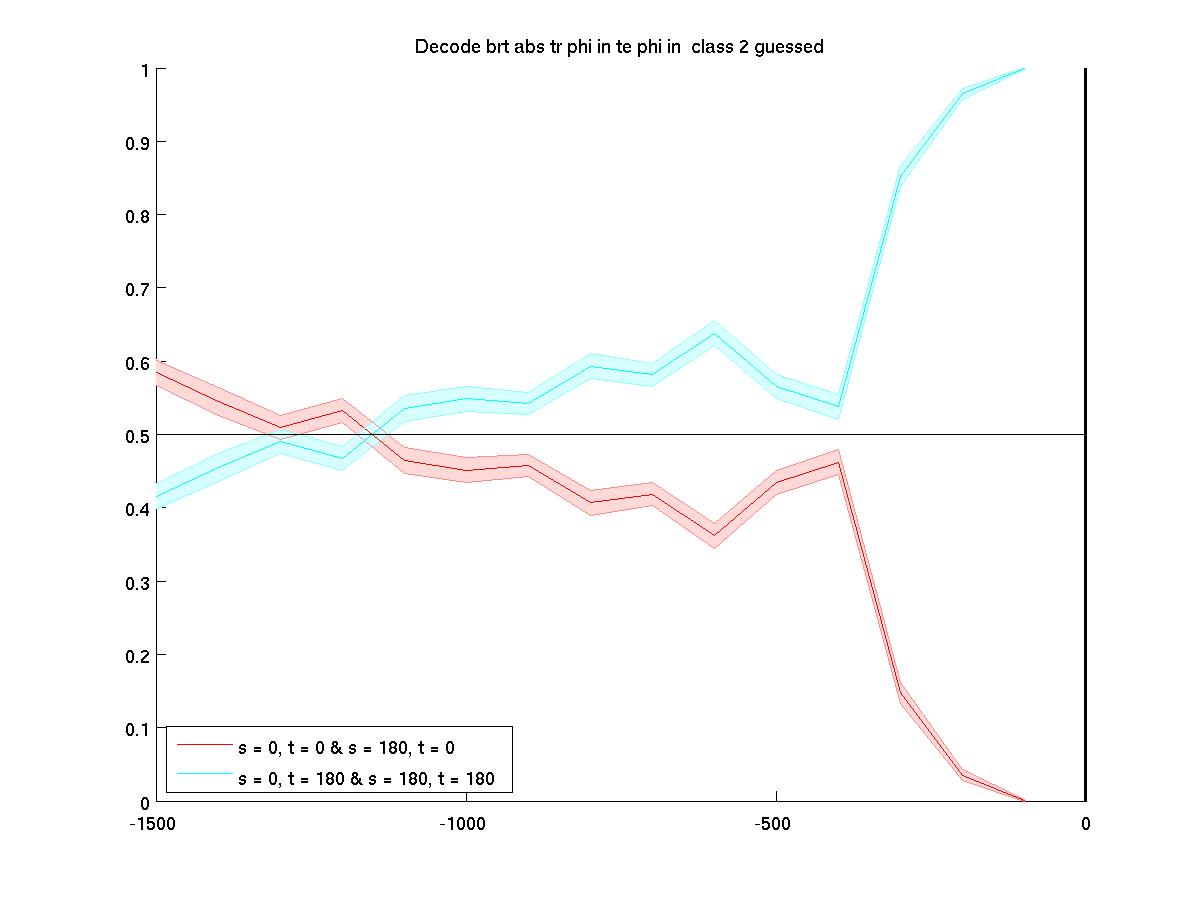 Decode brt abs tr phi in te phi in  class 2 guessed
1
0.9
0.8
0.7
0.6
0.5
0.4
0.3
0.2
0.1
0
s = 0, t = 0 & s = 180, t = 0
s = 0, t = 180 & s = 180, t = 180
-1500 -1000 -500 0